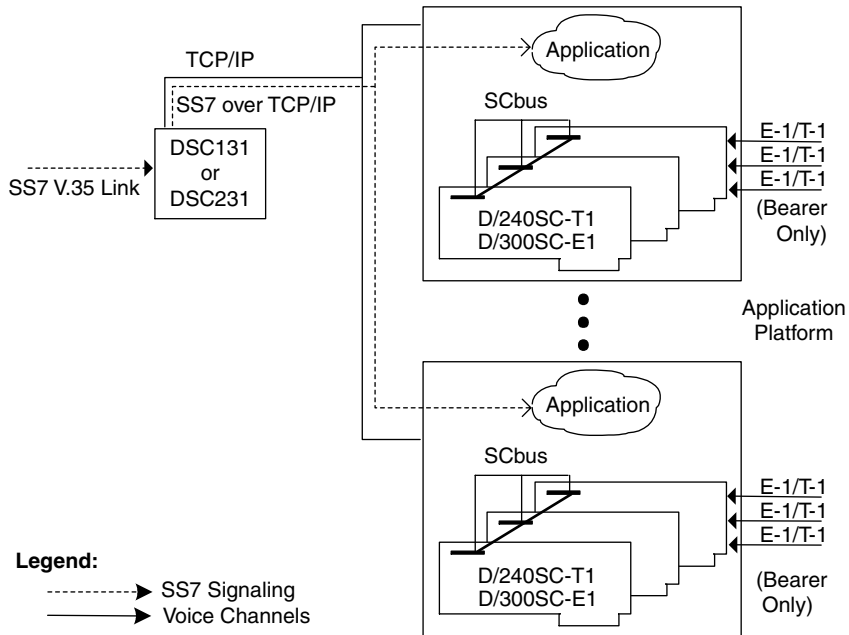 TCP/IP
SS7 over TCP/IP
DSC131
or
DSC231
SS7 V.35 Link
Application
SCbus
E-1/T-1
E-1/T-1
E-1/T-1
(Bearer
Only)
D/240SC-T1
D/300SC-E1
Application
Platform
Application
SCbus
E-1/T-1
E-1/T-1
E-1/T-1
(Bearer
Only)
D/240SC-T1
D/300SC-E1
Legend:
SS7 Signaling
Voice Channels